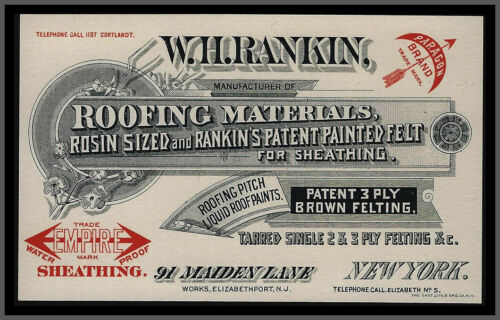 TELEPHONE CALL 1197 CORTLANDT.
W.H.RANKIN,
PARAGON
BRAND
TRADE MARK
MANUFACTURER OF
ROOFING MATERIALS,
ROSIN SIZED and RANKIN'S PATENT PAINTED FELT
FOR SHEATHING.
ROOFING PITCH
LIQUID ROOF PAINTS.
PATENT 3 PLY
BROWN FELTING.
TARRED SINGLE 2 & 3 PLY FELTING &c.
TRADE
EMPIRE
MARK
WATER PROOF
SHEATHING.
91 MAIDEN LANE
NEW YORK.
WORKS, ELIZABETHPORT, N.J.
TELEPHONE CALL, ELIZABETH No 5.